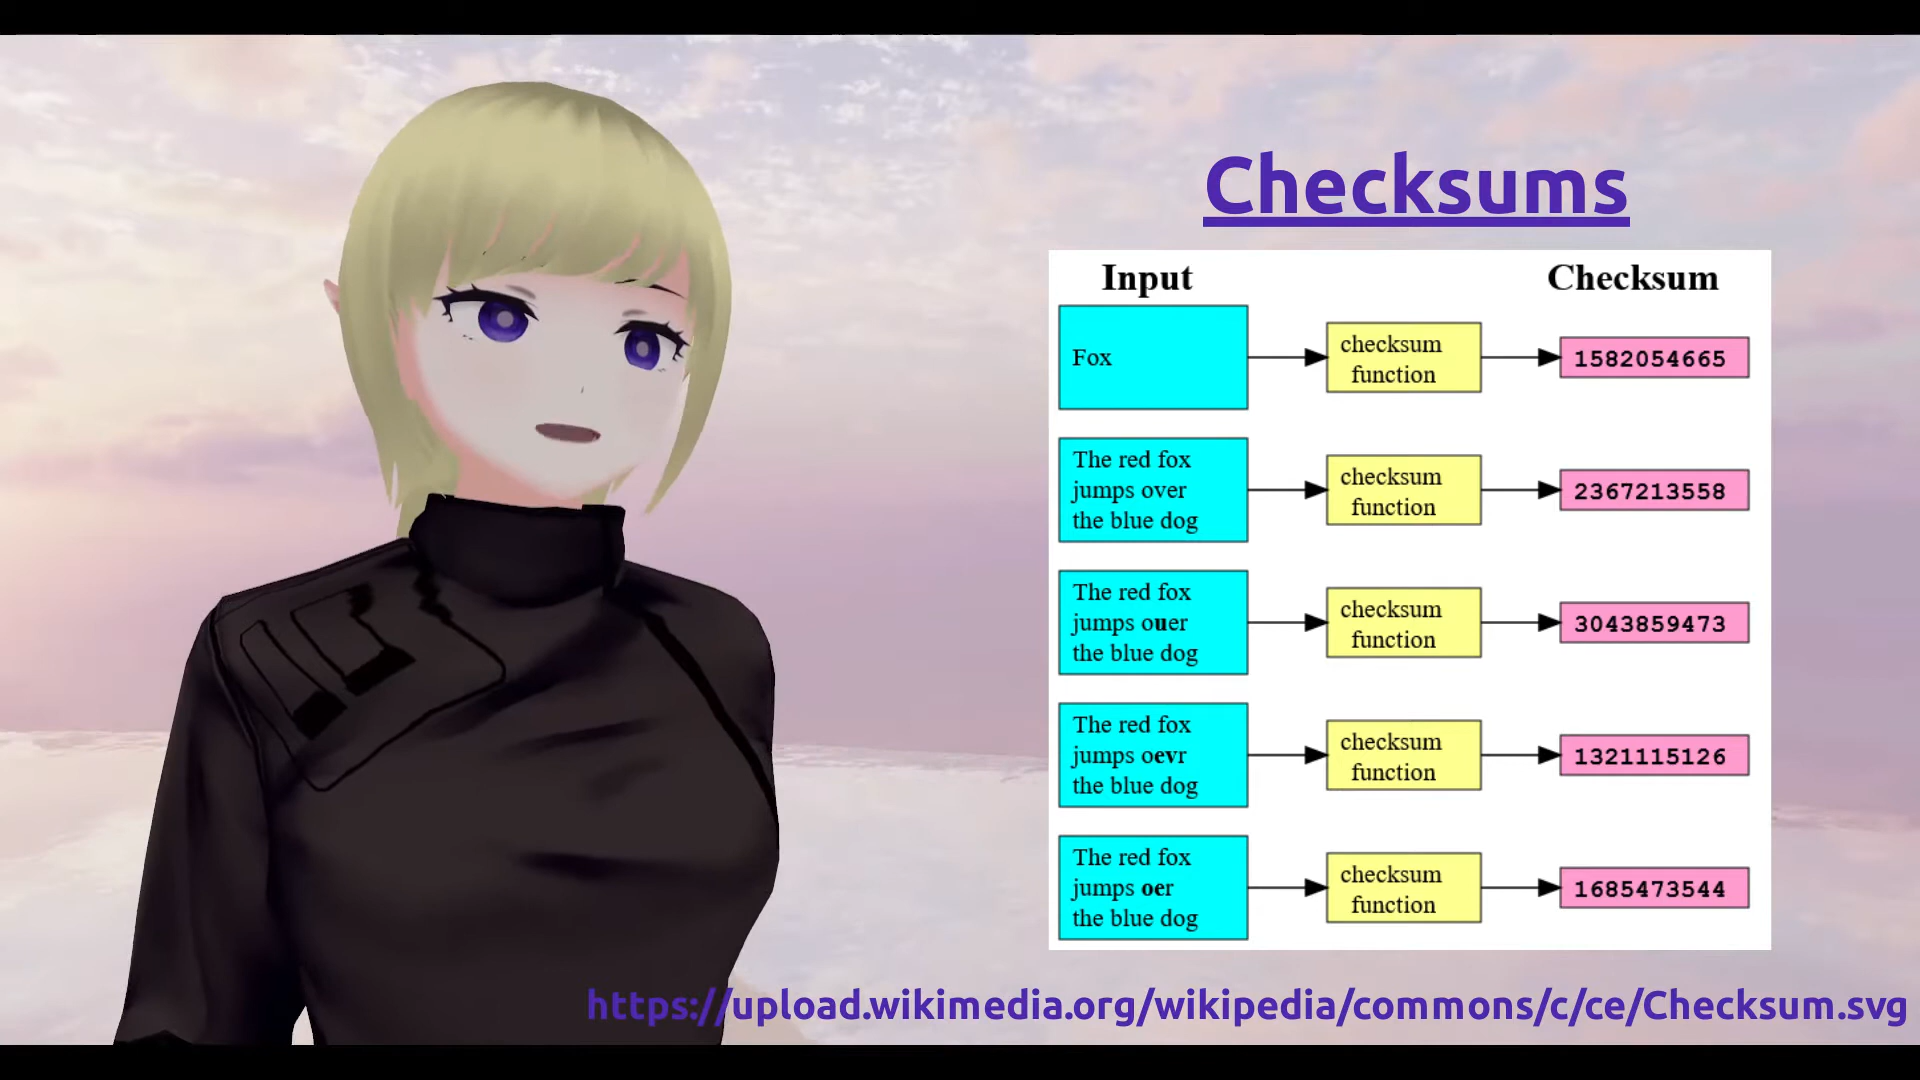 Checksums
Input
Checksum
Fox
checksum
function
1582054665
The red fox
jumps over
the blue dog
checksum
function
2367213558
The red fox
jumps ouer
the blue dog
checksum
function
3043859473
The red fox
jumps oevr
the blue dog
checksum
function
1321115126
The red fox
jumps oer
the blue dog
checksum
function
1685473544
https://upload.wikimedia.org/wikipedia/commons/c/ce/Checksum.svg